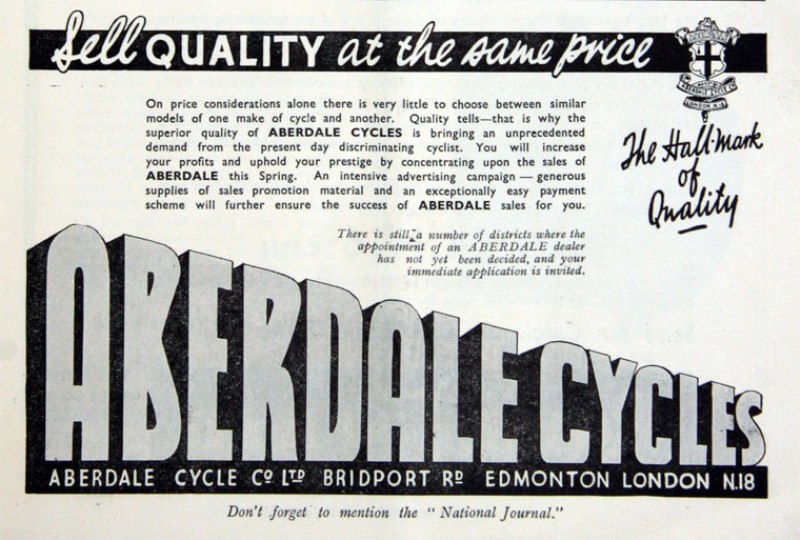 Sell QUALITY at the same price
ABERDALE CYCLE CO
LONDON N.18
The Hall-Mark
of
Quality
On price considerations alone there is very little to choose between similar
models of one make of cycle and another. Quality tells—that is why the
superior quality of ABERDALE CYCLES is bringing an unprecedented
demand from the present day discriminating cyclist. You will increase
your profits and uphold your prestige by concentrating upon the sales of
ABERDALE this Spring. An intensive advertising campaign — generous
supplies of sales promotion material and an exceptionally easy payment
scheme will further ensure the success of ABERDALE sales for you.
There is still a number of districts where the
appointment of an ABERDALE dealer
has not yet been decided, and your
immediate application is invited.
ABERDALE CYCLES
ABERDALE CYCLE CO LTD BRIDPORT RD EDMONTON LONDON N.18
Don't forget to mention the "National Journal."